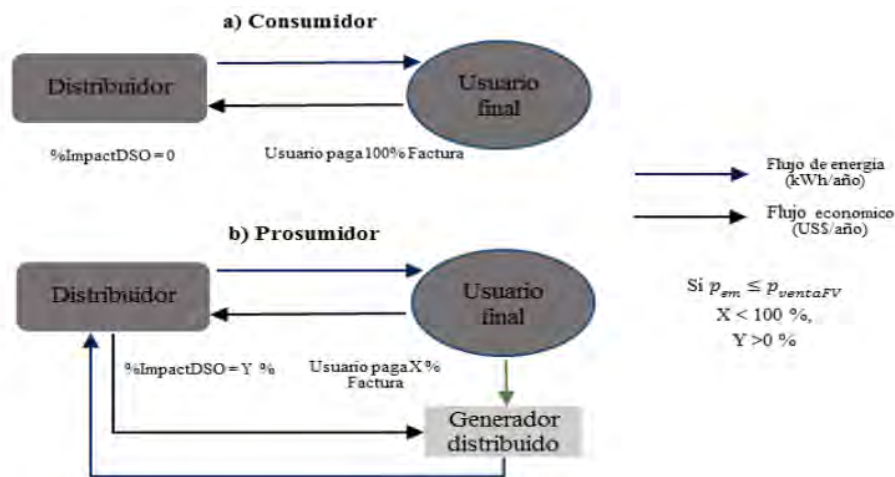 a) Consumidor
Distribuidor
Usuario
final
%ImpactDSO = 0
Usuario paga 100% Factura
Flujo de energia
(kWh/año)
Flujo economico
(US$/año)
b) Prosumidor
Distribuidor
Usuario
final
Si p_em ≤ p_ventaFV
X < 100 %,
Y >0 %
%ImpactDSO = Y %
Usuario paga X %
Factura
Generador
distribuido